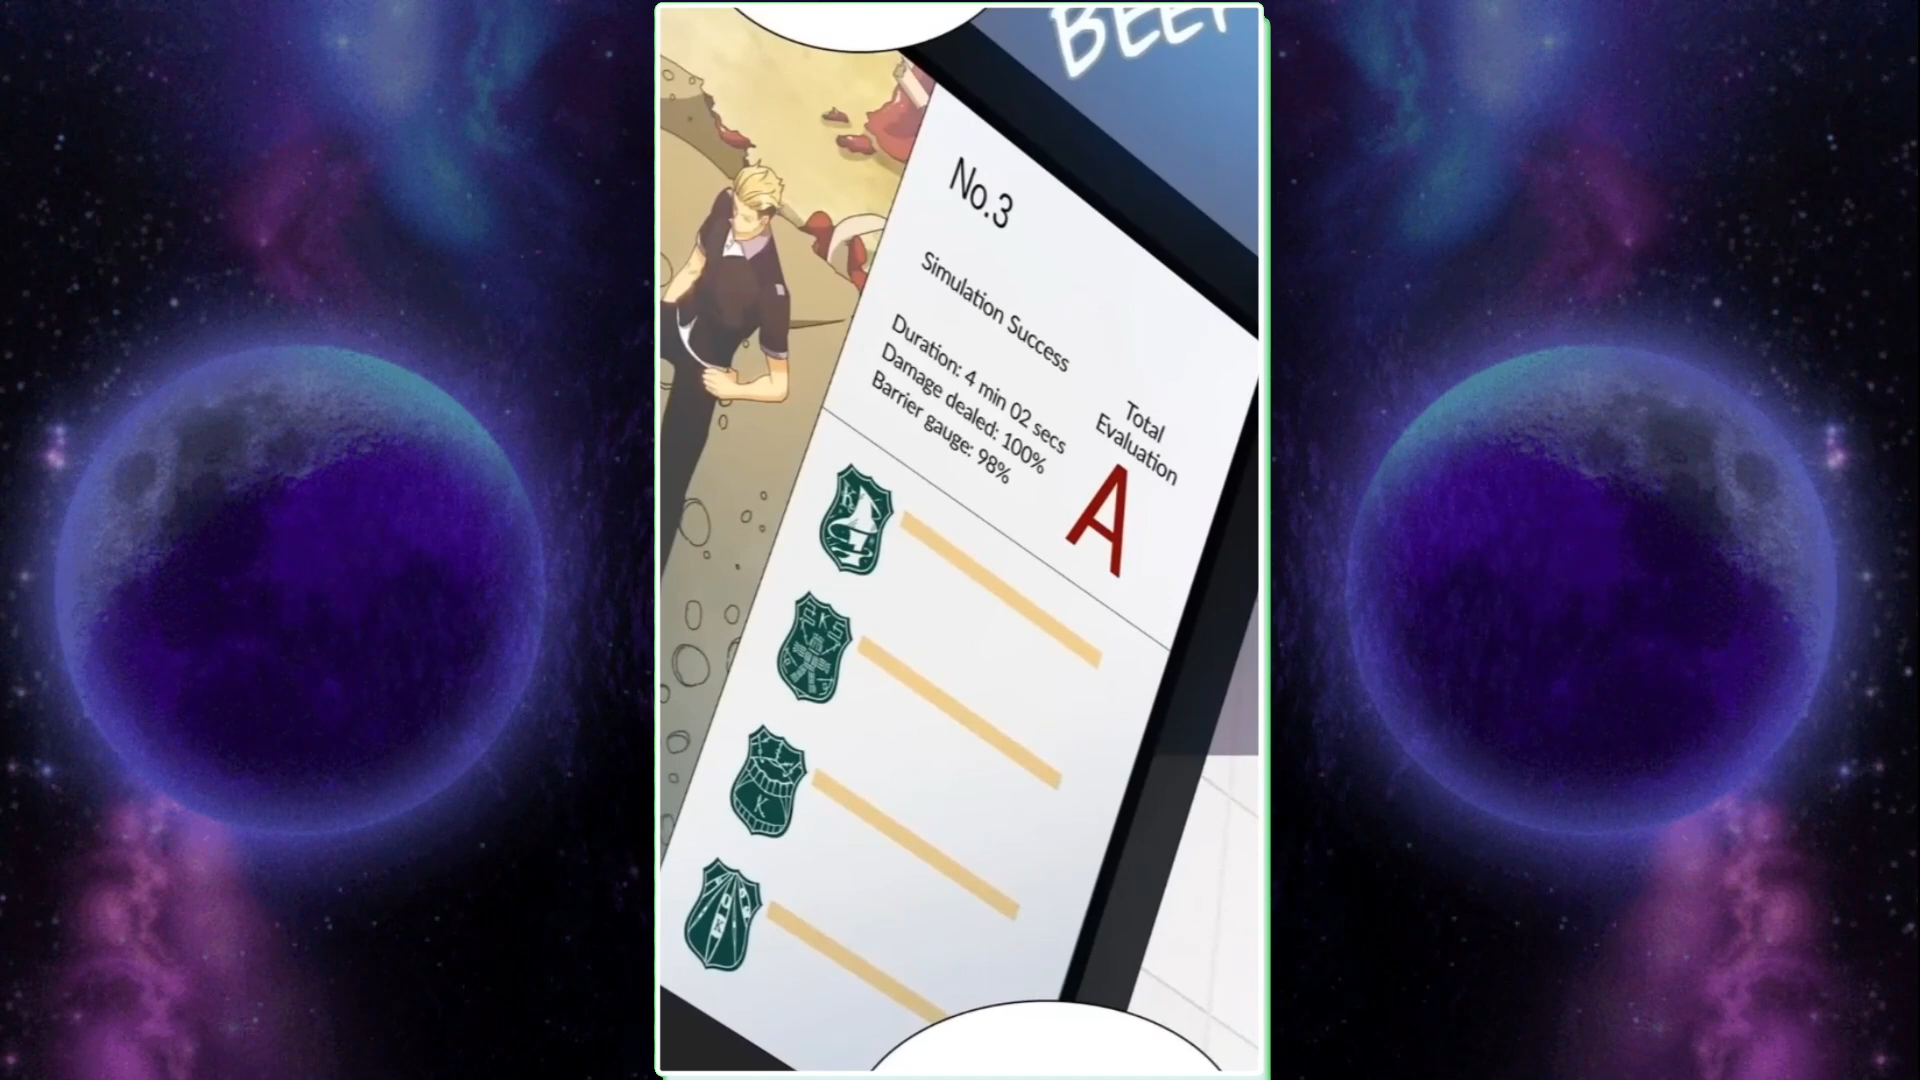 No.3
Simulation Success
Duration: 4 min 02 secs
Damage dealed: 100%
Barrier gauge: 98%
Total
Evaluation
A
K
K
K